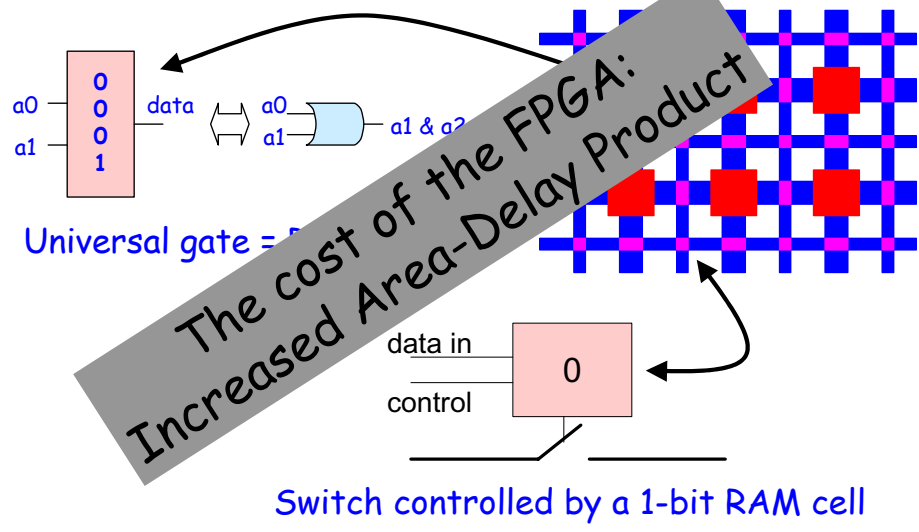 0
0
0
1
a0
a1
data
a0
a1
a1 & a2
Universal gate =
The cost of the FPGA:
Increased Area-Delay Product
data in
control
0
Switch controlled by a 1-bit RAM cell